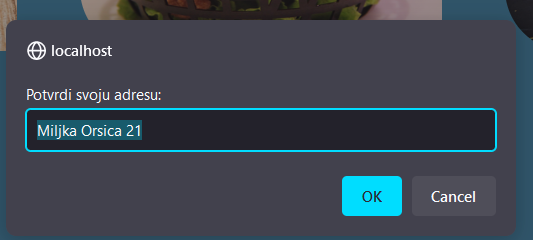 localhost
Potvrdi svoju adresu:
Miljka Orsica 21
OK
Cancel